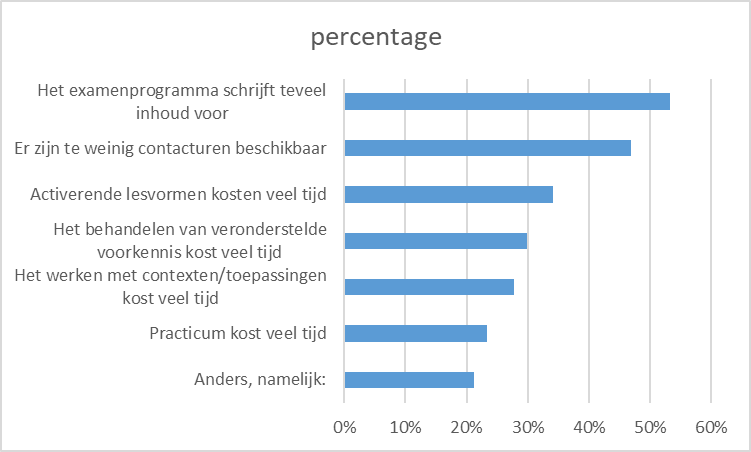 percentage
Het examenprogramma schrijft teveel
inhoud voor
Er zijn te weinig contacturen beschikbaar
Activerende lesvormen kosten veel tijd
Het behandelen van veronderstelde
voorkennis kost veel tijd
Het werken met contexten/toepassingen
kost veel tijd
Practicum kost veel tijd
Anders, namelijk:
0% 10% 20% 30% 40% 50% 60%